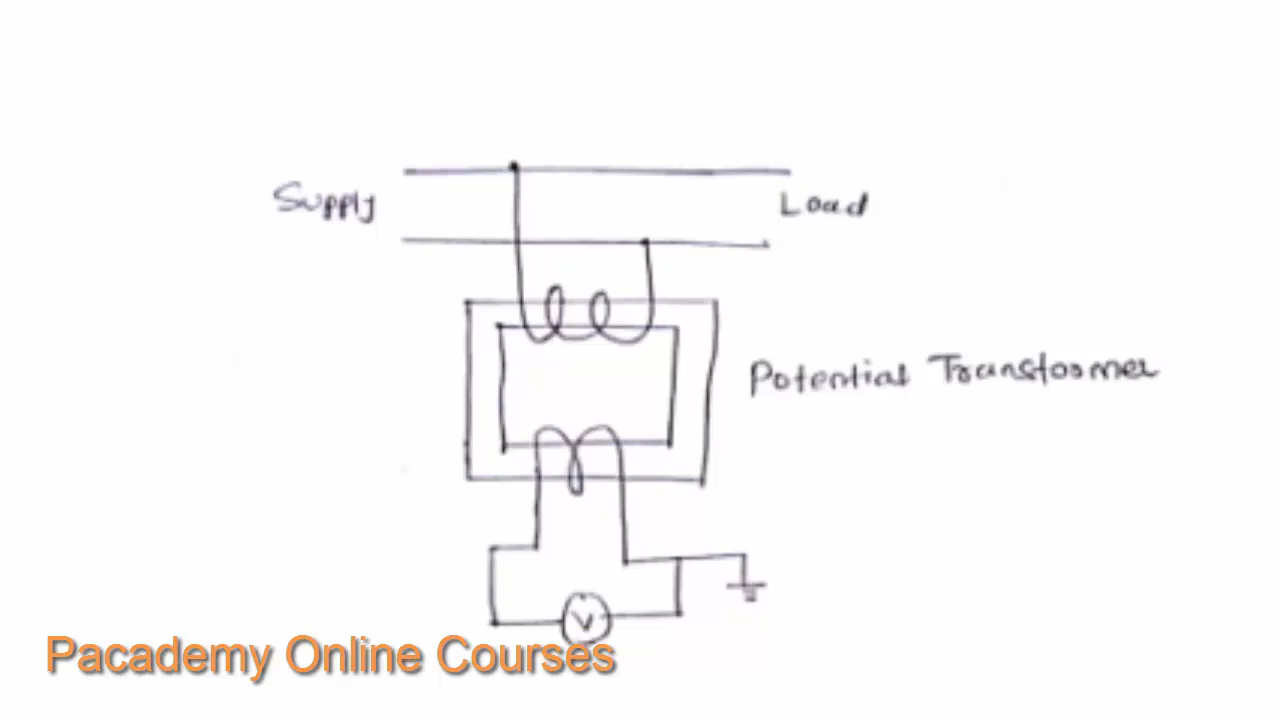 Supply
Load
Potential Transformer
V
Pacademy Online Courses